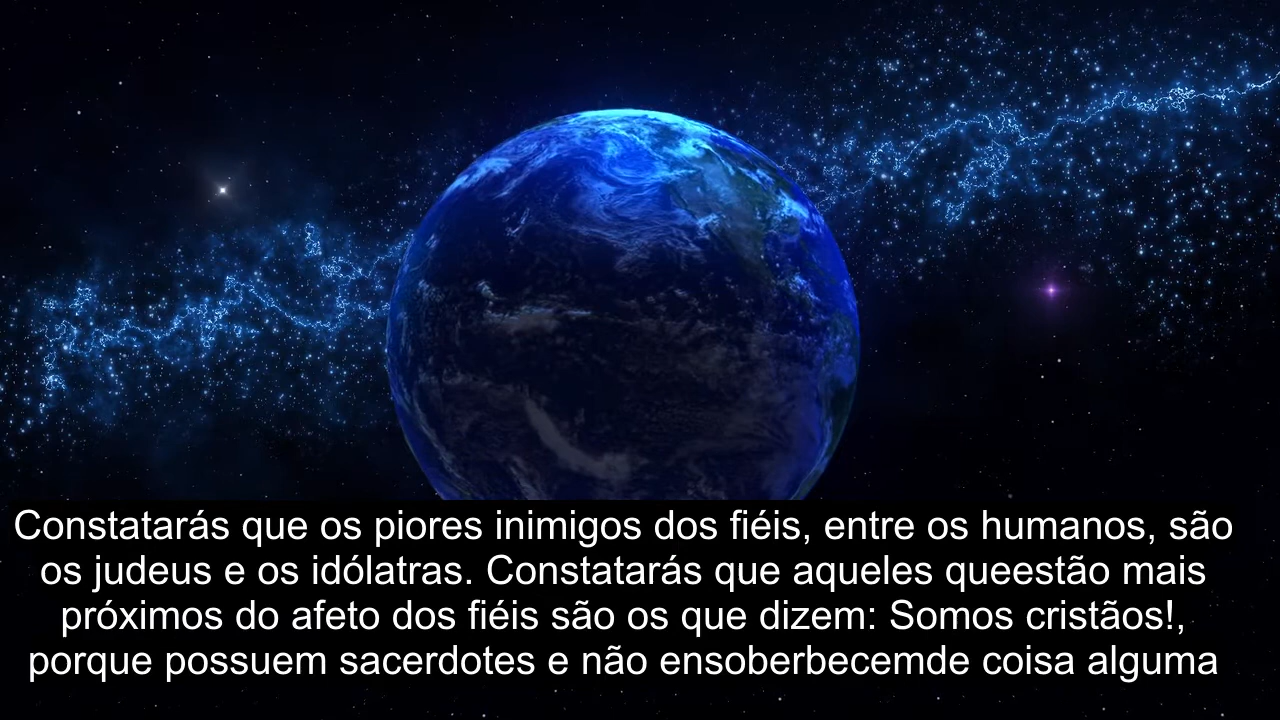 Constatarás que os piores inimigos dos fiéis, entre os humanos, são
os judeus e os idólatras. Constatarás que aqueles queestão mais
próximos do afeto dos fiéis são os que dizem: Somos cristãos!,
porque possuem sacerdotes e não ensoberbecemde coisa alguma